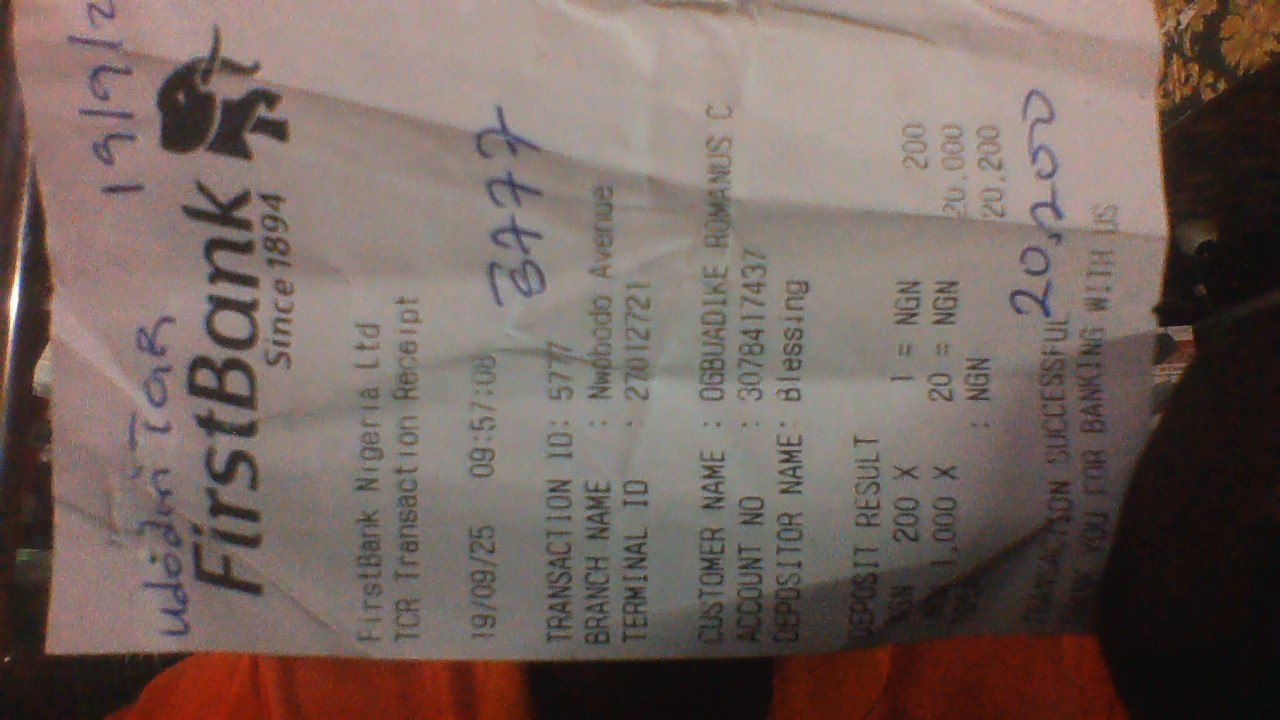 19/9/2
FirstBank
Since 1894
FirstBank Nigeria Ltd
TCR Transaction Receipt
19/09/25 09:57:08
3777
TRANSACTION ID: 5777
BRANCH NAME : Nwobodo Avenue
TERMINAL ID : 270127721
CUSTOMER NAME : OGBUADIKE ROMANUS C
ACCOUNT NO : 3078417437
DEPOSITOR NAME: Blessing
DEPOSIT RESULT
NGN 200 X 1 = NGN 200
1,000 X 20 = NGN 20,000
: NGN 20,200
20,200
TRANSACTION SUCCESSFUL
YOU FOR BANKING WITH US